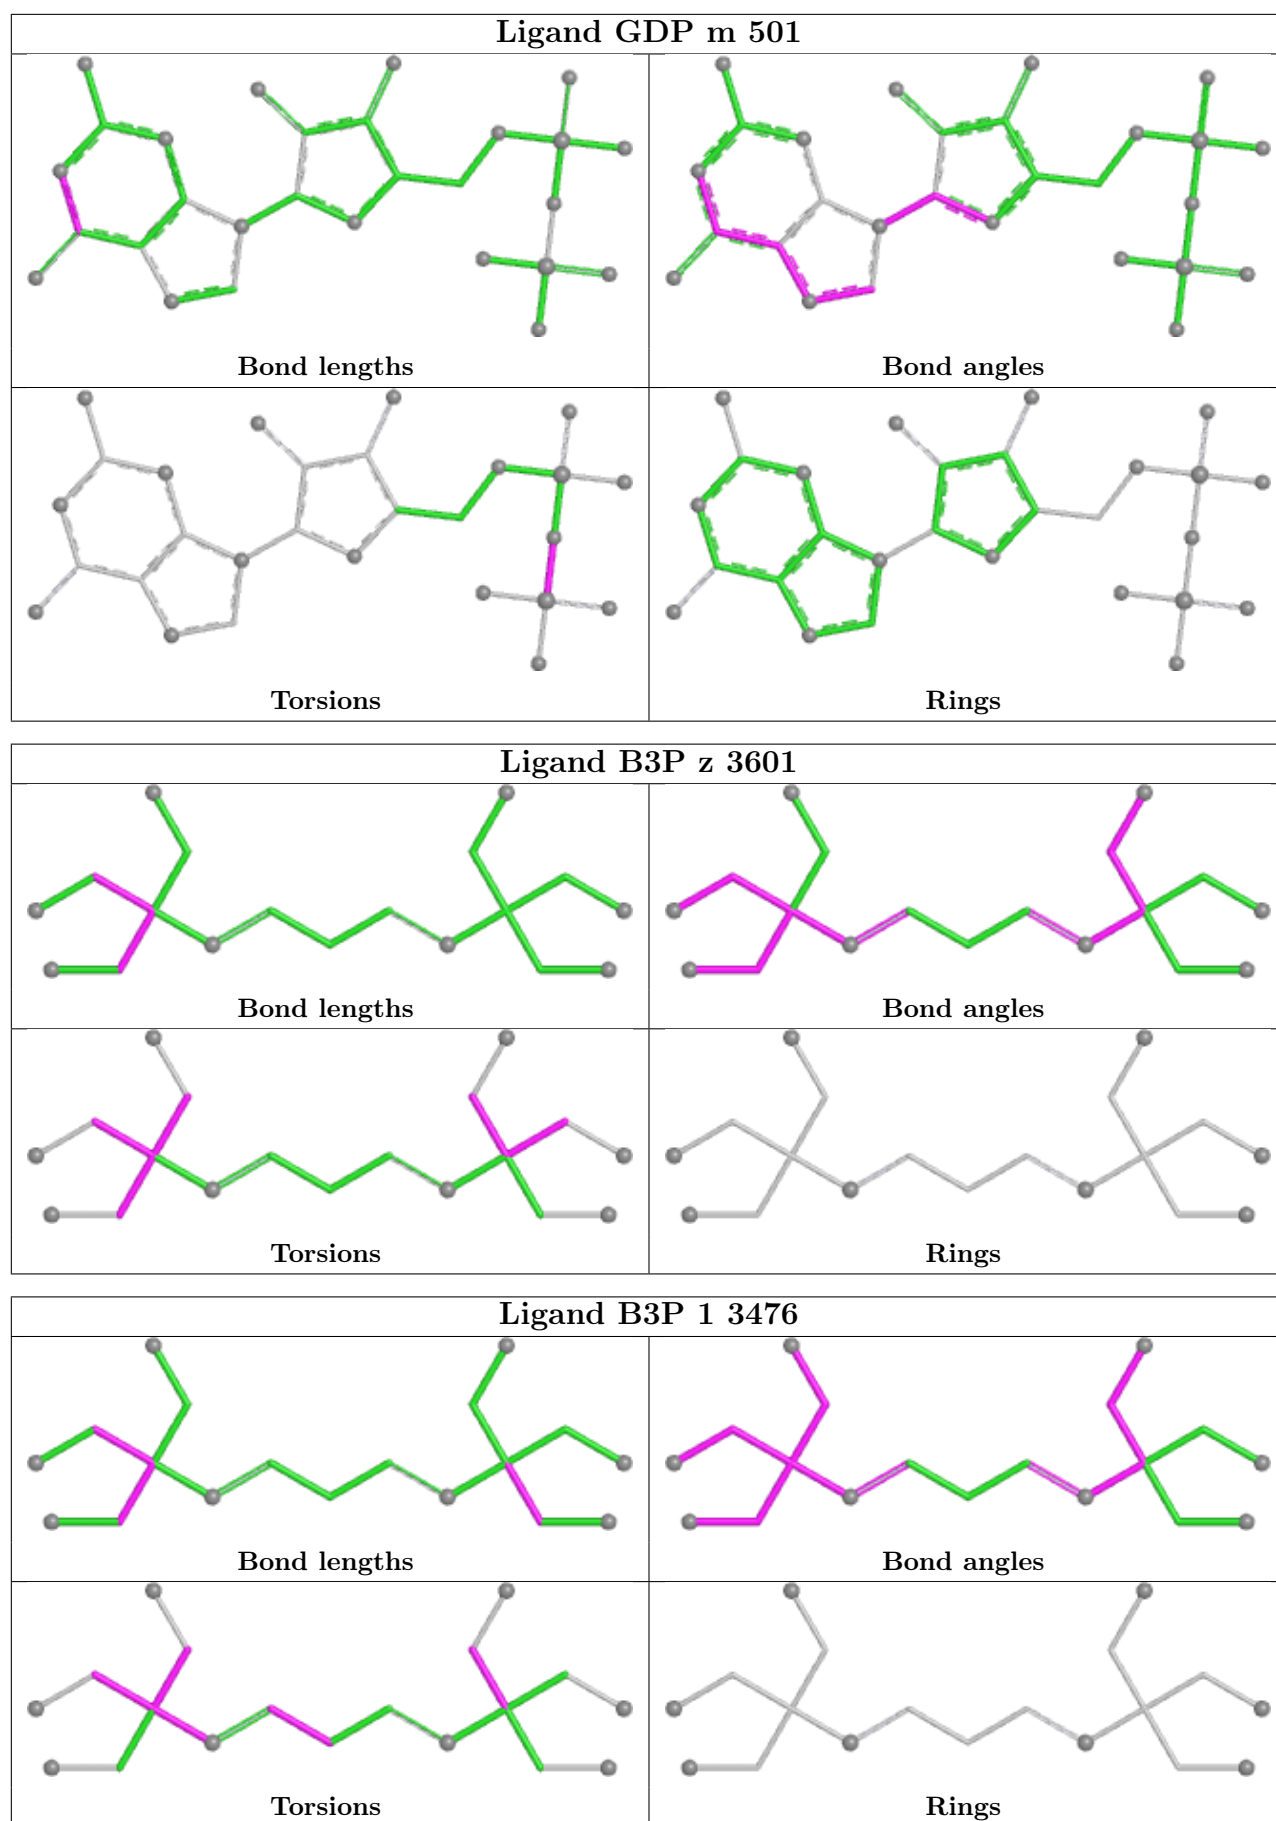 Ligand GDP m 501
Bond lengths
Bond angles
Torsions
Rings
Ligand B3P z 3601
Bond lengths
Bond angles
Torsions
Rings
Ligand B3P 1 3476
Bond lengths
Bond angles
Torsions
Rings